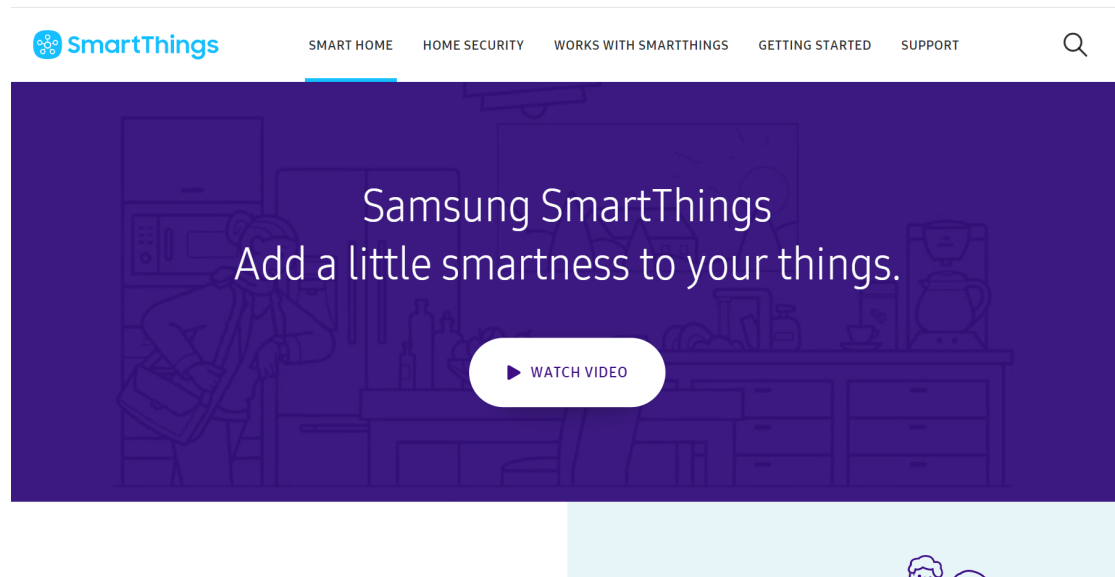 SmartThings
SMART HOME HOME SECURITY WORKS WITH SMARTTHINGS GETTING STARTED SUPPORT
Samsung SmartThings
Add a little smartness to your things.
WATCH VIDEO